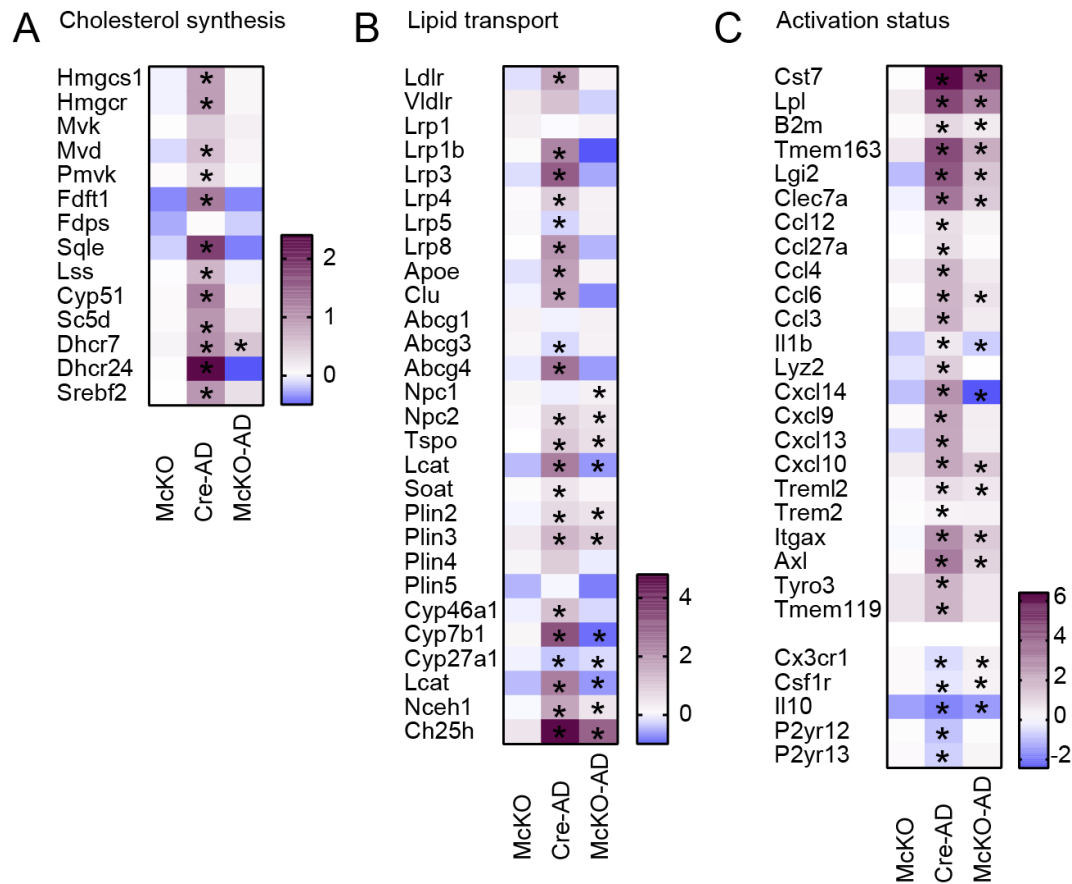 A Cholesterol synthesis
Hmgcs1 *
Hmgcr *
Mvk
Mvd *
Pmvk *
Fdft1 *
Fdps
Sqle *
Lss *
Cyp51 *
Sc5d *
Dhcr7 * *
Dhcr24 *
Srebf2 *
McKO
Cre-AD
McKO-AD
2
1
0
B Lipid transport
Ldlr *
Vldlr
Lrp1
Lrp1b *
Lrp3 *
Lrp4 *
Lrp5 *
Lrp8 *
Apoe *
Clu *
Abcg1
Abcg3 *
Abcg4 *
Npc1 *
Npc2 * *
Tspo * *
Lcat * *
Soat *
Plin2 * *
Plin3 * *
Plin4
Plin5
Cyp46a1 *
Cyp7b1 * *
Cyp27a1 * *
Lcat * *
Nceh1 * *
Ch25h * *
McKO
Cre-AD
McKO-AD
4
2
0
C Activation status
Cst7 * *
Lpl * *
B2m * *
Tmem163 * *
Lgi2 * *
Clec7a * *
Ccl12 *
Ccl27a *
Ccl4 *
Ccl6 * *
Ccl3 *
Il1b * *
Lyz2 *
Cxcl14 * *
Cxcl9 *
Cxcl13 *
Cxcl10 * *
Treml2 * *
Trem2 *
Itgax * *
Axl * *
Tyro3 *
Tmem119 *
Cx3cr1 * *
Csf1r * *
Il10 * *
P2yr12 *
P2yr13 *
McKO
Cre-AD
McKO-AD
6
4
2
0
-2